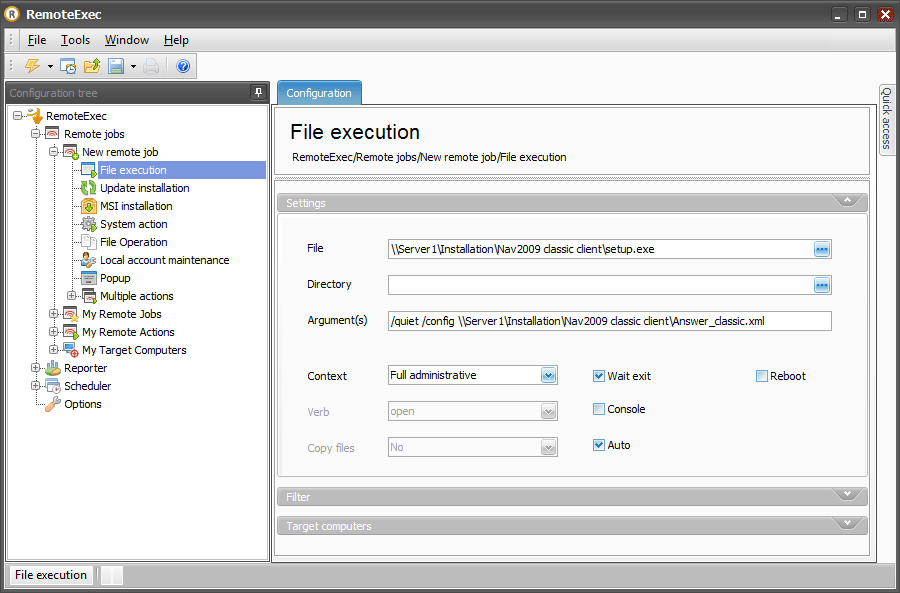 RemoteExec
File Tools Window Help
Configuration tree
RemoteExec
Remote jobs
New remote job
File execution
Update installation
MSI installation
System action
File Operation
Local account maintenance
Popup
Multiple actions
My Remote Jobs
My Remote Actions
My Target Computers
Reporter
Scheduler
Options
Configuration
File execution
RemoteExec/Remote jobs/New remote job/File execution
Settings
File \\Server1\Installation\Nav2009 classic client\setup.exe
Directory
Argument(s) /quiet /config \\Server1\Installation\Nav2009 classic client\Answer_classic.xml
Context Full administrative Wait exit Reboot
Verb open Console
Copy files No Auto
Filter
Target computers
Quick access
File execution